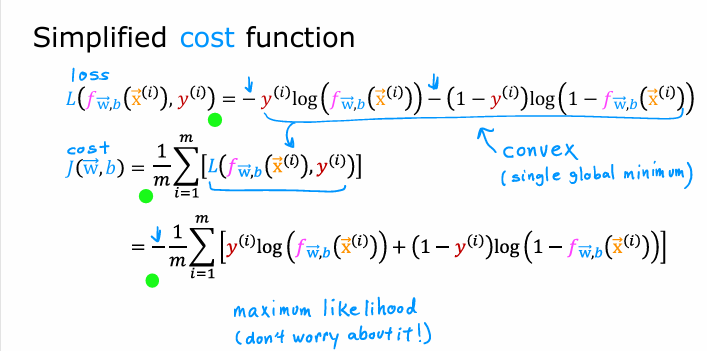 Simplified cost function
loss
L(f_{\vec{w},b}(\vec{x}^{(i)}), y^{(i)}) = − y^{(i)}log(f_{\vec{w},b}(\vec{x}^{(i)})) − (1 − y^{(i)})log(1 − f_{\vec{w},b}(\vec{x}^{(i)}))
convex
(single global minimum)
cost
J(\vec{w},b) = \frac{1}{m}\sum_{i=1}^{m}[L(f_{\vec{w},b}(\vec{x}^{(i)}), y^{(i)})]
= −\frac{1}{m}\sum_{i=1}^{m}[y^{(i)}log(f_{\vec{w},b}(\vec{x}^{(i)})) + (1 − y^{(i)})log(1 − f_{\vec{w},b}(\vec{x}^{(i)}))]
maximum likelihood
(don't worry about it!)